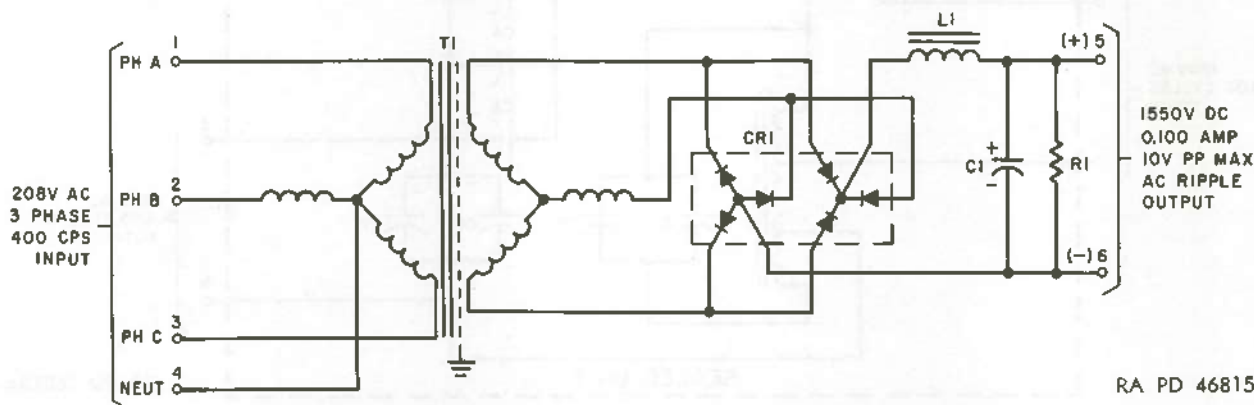 1
PH A
T1
L1
(+) 5
CR1
C1
+
-
R1
1550V DC
0.100 AMP
10V PP MAX
AC RIPPLE
OUTPUT
2
PH B
208V AC
3 PHASE
400 CPS
INPUT
(-) 6
3
PH C
4
NEUT
RA PD 46815